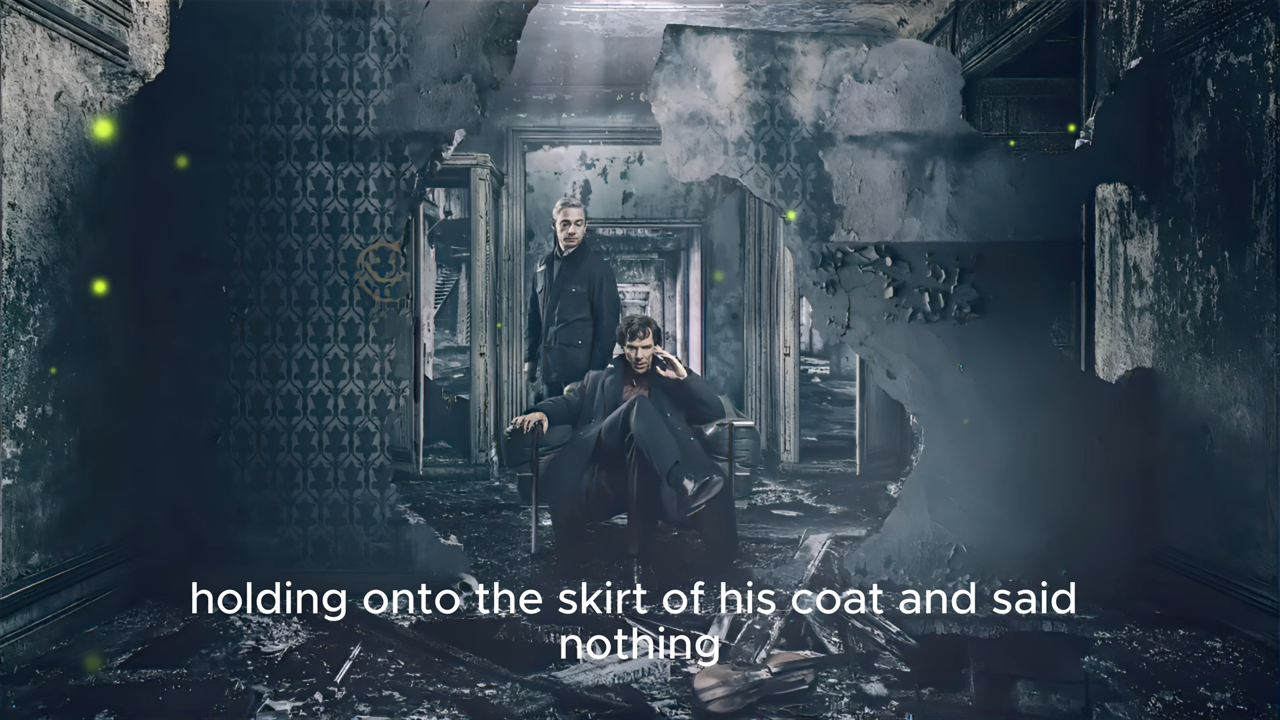 holding onto the skirt of his coat and said
nothing